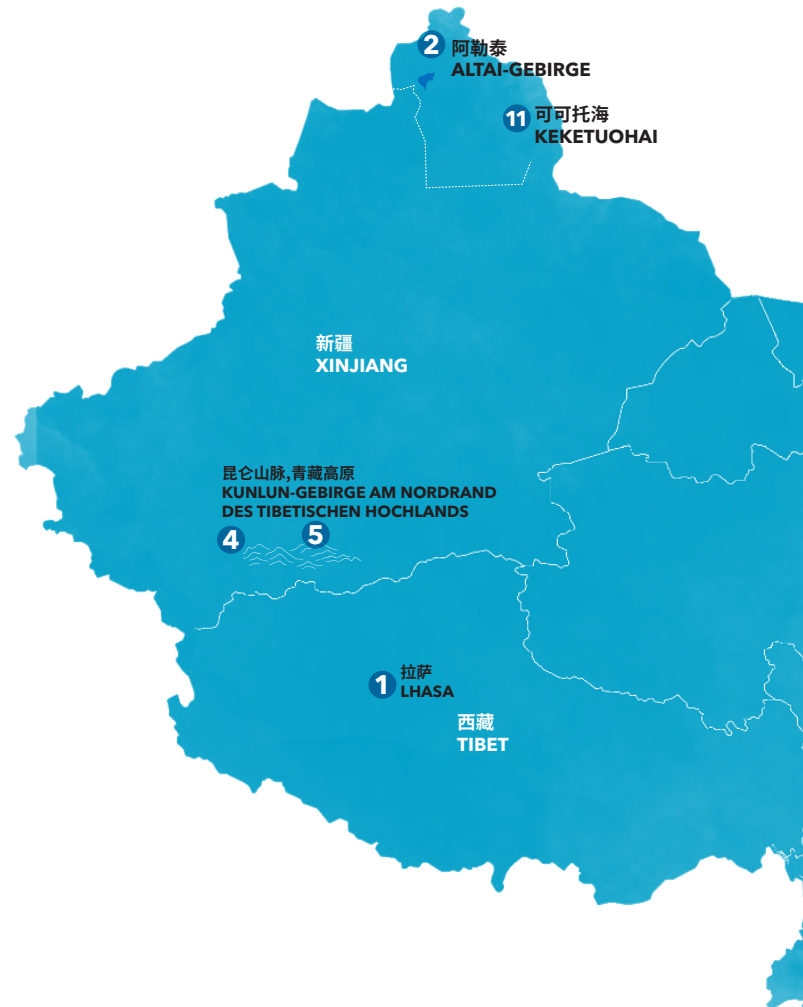 2 阿勒泰
ALTAI-GEBIRGE
11 可可托海
KEKETUOHAI
新疆
XINJIANG
昆仑山脉,青藏高原
KUNLUN-GEBIRGE AM NORDRAND
DES TIBETISCHEN HOCHLANDS
4 5
1 拉萨
LHASA
西藏
TIBET